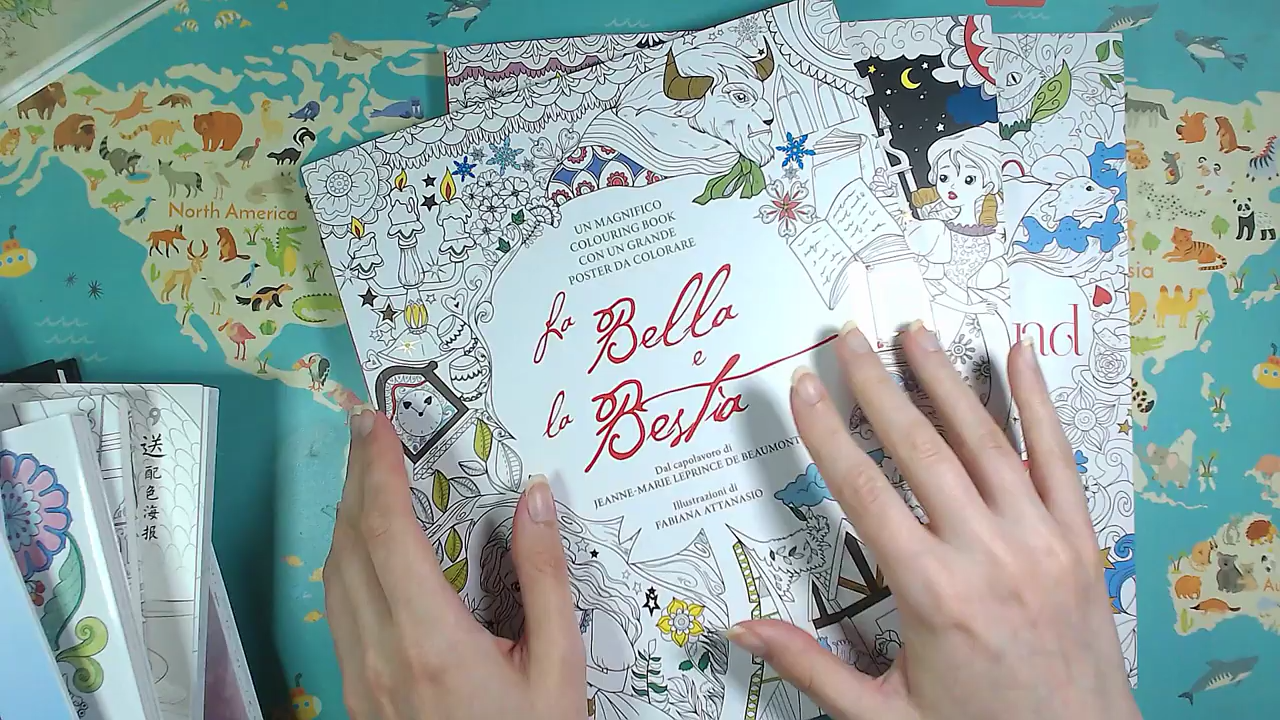 North America
UN MAGNIFICO
COLOURING BOOK
CON UN GRANDE
POSTER DA COLORARE
La Bella
e
la Bestia
Dal capolavoro di
JEANNE-MARIE LEPRINCE DE BEAUMONT
Illustrazioni di
FABIANA ATTANASIO
nd
sia
送配色海报